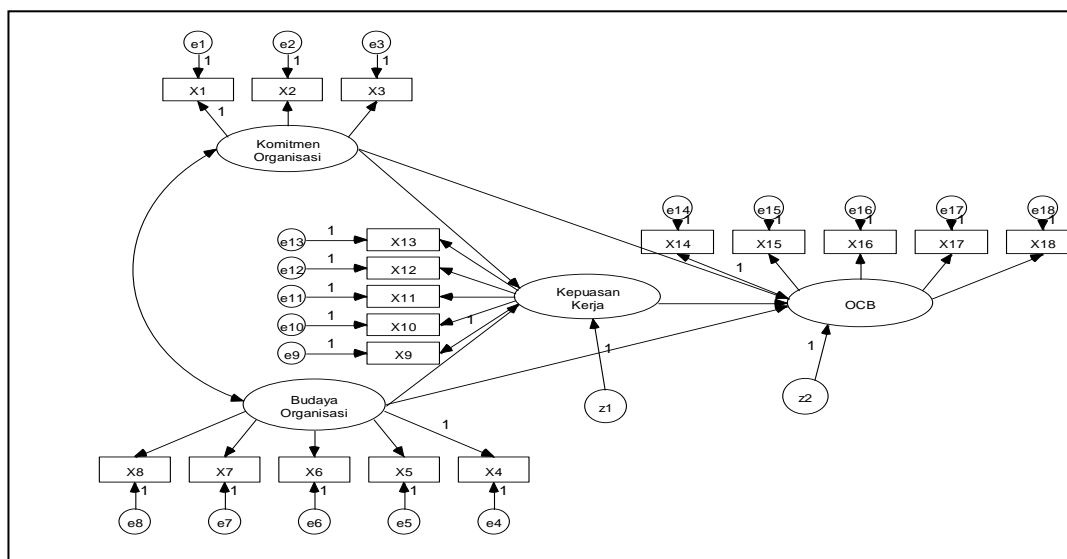 e1 e2 e3
1 1 1
X1 X2 X3
1
Komitmen
Organisasi
e14 e15 e16 e17 e18
1 1 1 1 1
X14 X15 X16 X17 X18
1
e13 1 X13
e12 1 X12
e11 1 X11
e10 1 X10
1
e9 1 X9
Kepuasan
Kerja
OCB
1
1
z1
z2
Budaya
Organisasi
1
X8 X7 X6 X5 X4
1 1 1 1 1
e8 e7 e6 e5 e4